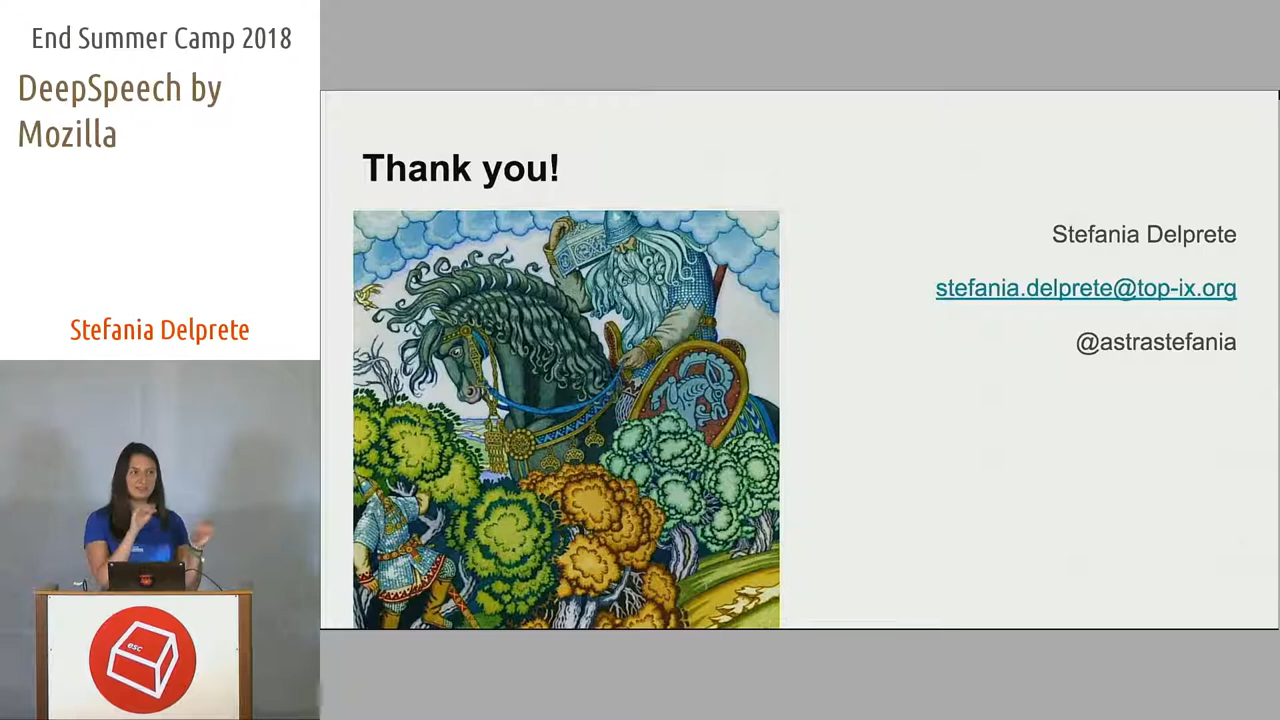 End Summer Camp 2018
DeepSpeech by
Mozilla
Stefania Delprete
esc
Thank you!
Stefania Delprete
stefania.delprete@top-ix.org
@astrastefania